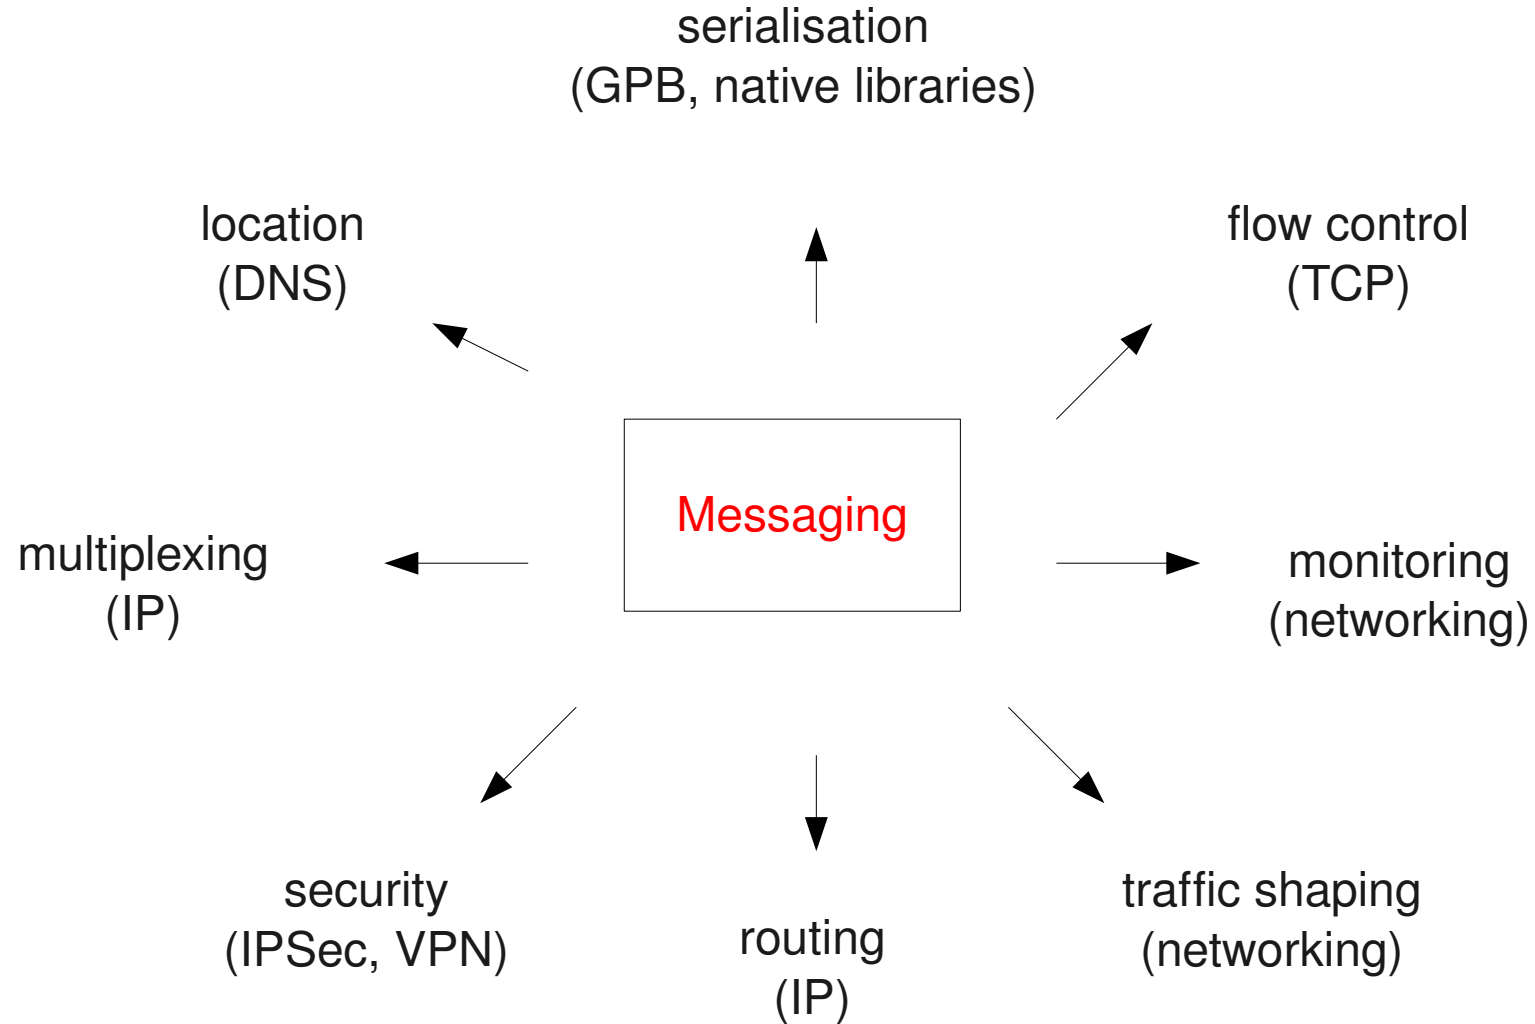 serialisation
(GPB, native libraries)
location
(DNS)
flow control
(TCP)
Messaging
multiplexing
(IP)
monitoring
(networking)
security
(IPSec, VPN)
routing
(IP)
traffic shaping
(networking)